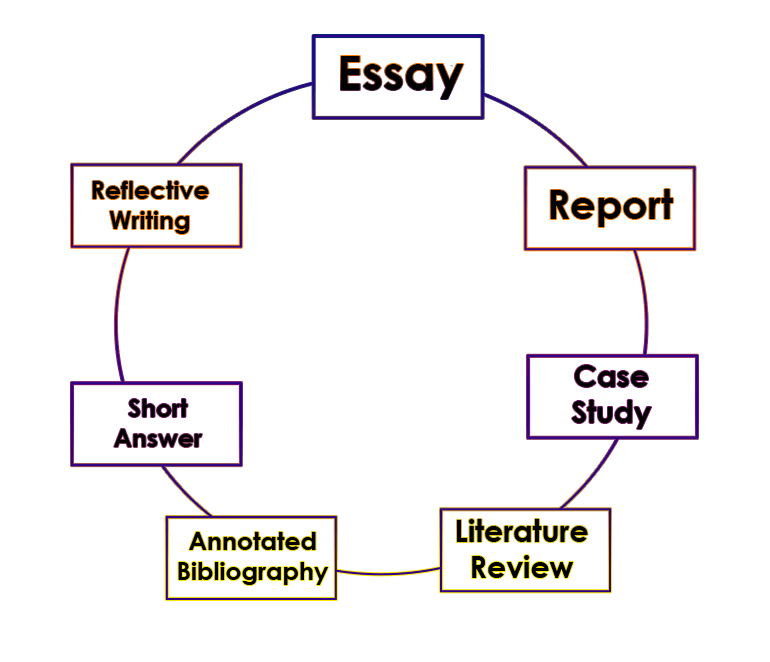 Essay
Report
Case
Study
Literature
Review
Annotated
Bibliography
Short
Answer
Reflective
Writing